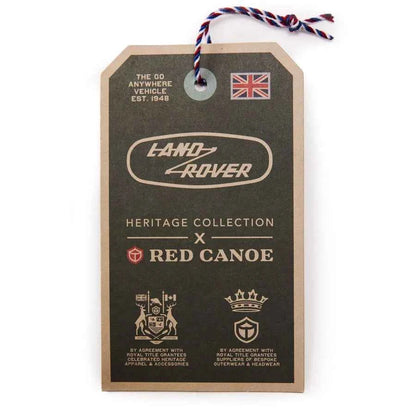 THE GO
ANYWHERE
VEHICLE
EST. 1948
LAND
ROVER
HERITAGE COLLECTION
X
RED CANOE
BY AGREEMENT WITH
ROYAL TITLE GRANTEES
CELEBRATED HERITAGE
APPAREL & ACCESSORIES
BY AGREEMENT WITH
ROYAL TITLE GRANTEES
SUPPLIERS OF BESPOKE
OUTERWEAR & HEADWEAR